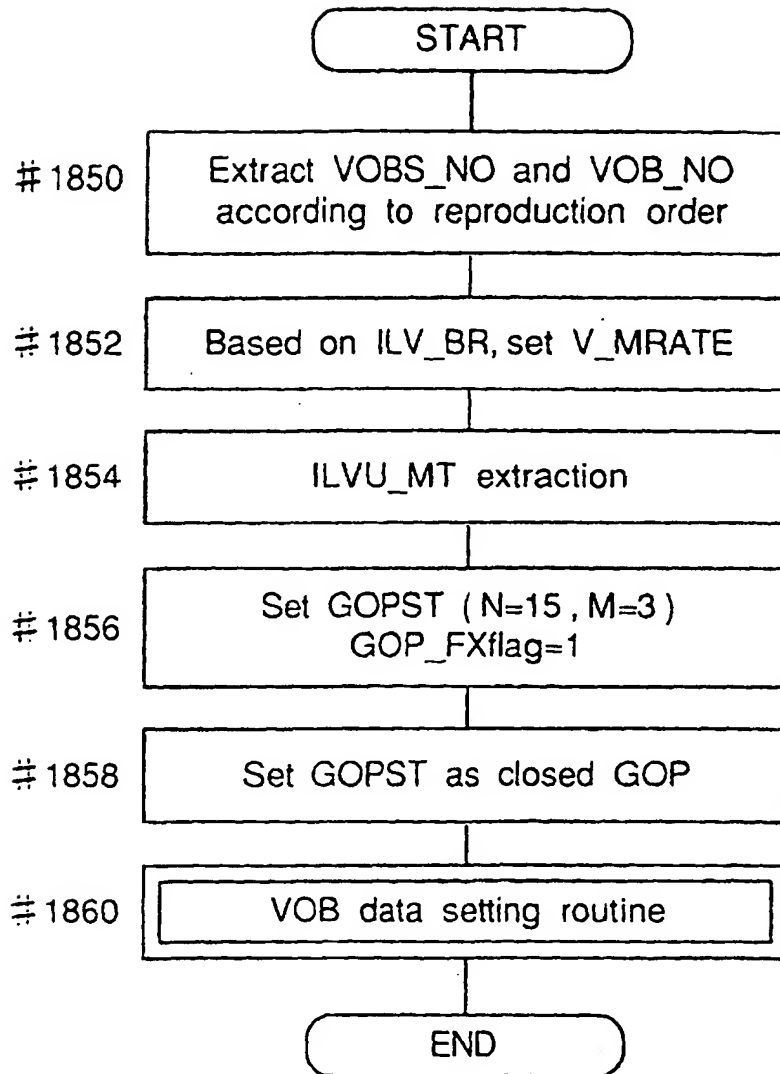 START
#1850
Extract VOBS_NO and VOB_NO
according to reproduction order
#1852
Based on ILV_BR, set V_MRATE
#1854
ILVU_MT extraction
#1856
Set GOPST (N=15, M=3)
GOP_FXflag=1
#1858
Set GOPST as closed GOP
#1860
VOB data setting routine
END